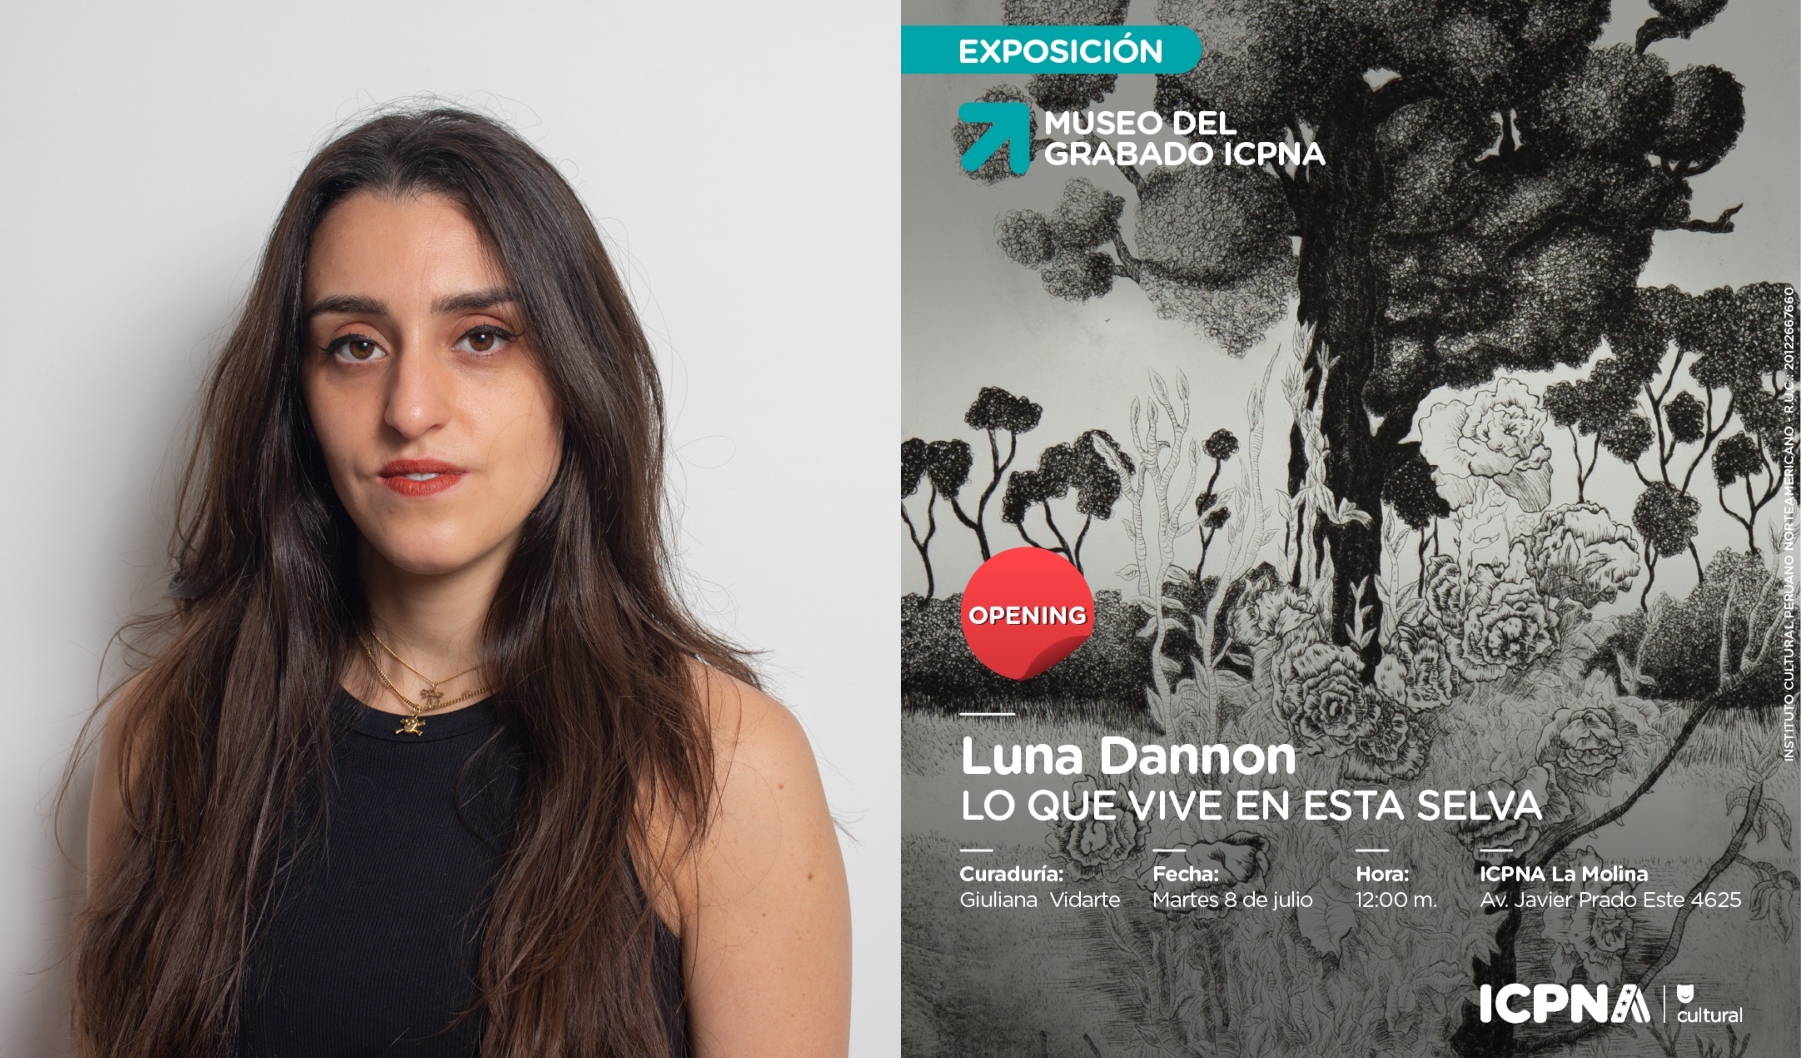 EXPOSICIÓN
MUSEO DEL
GRABADO ICPNA
OPENING
Luna Dannon
LO QUE VIVE EN ESTA SELVA
Curaduría:
Giuliana Vidarte
Fecha:
Martes 8 de julio
Hora:
12:00 m.
ICPNA La Molina
Av. Javier Prado Este 4625
ICPNA
cultural
INSTITUTO CULTURAL PERUANO NORTEAMERICANO - R.U.C.: 20122667660